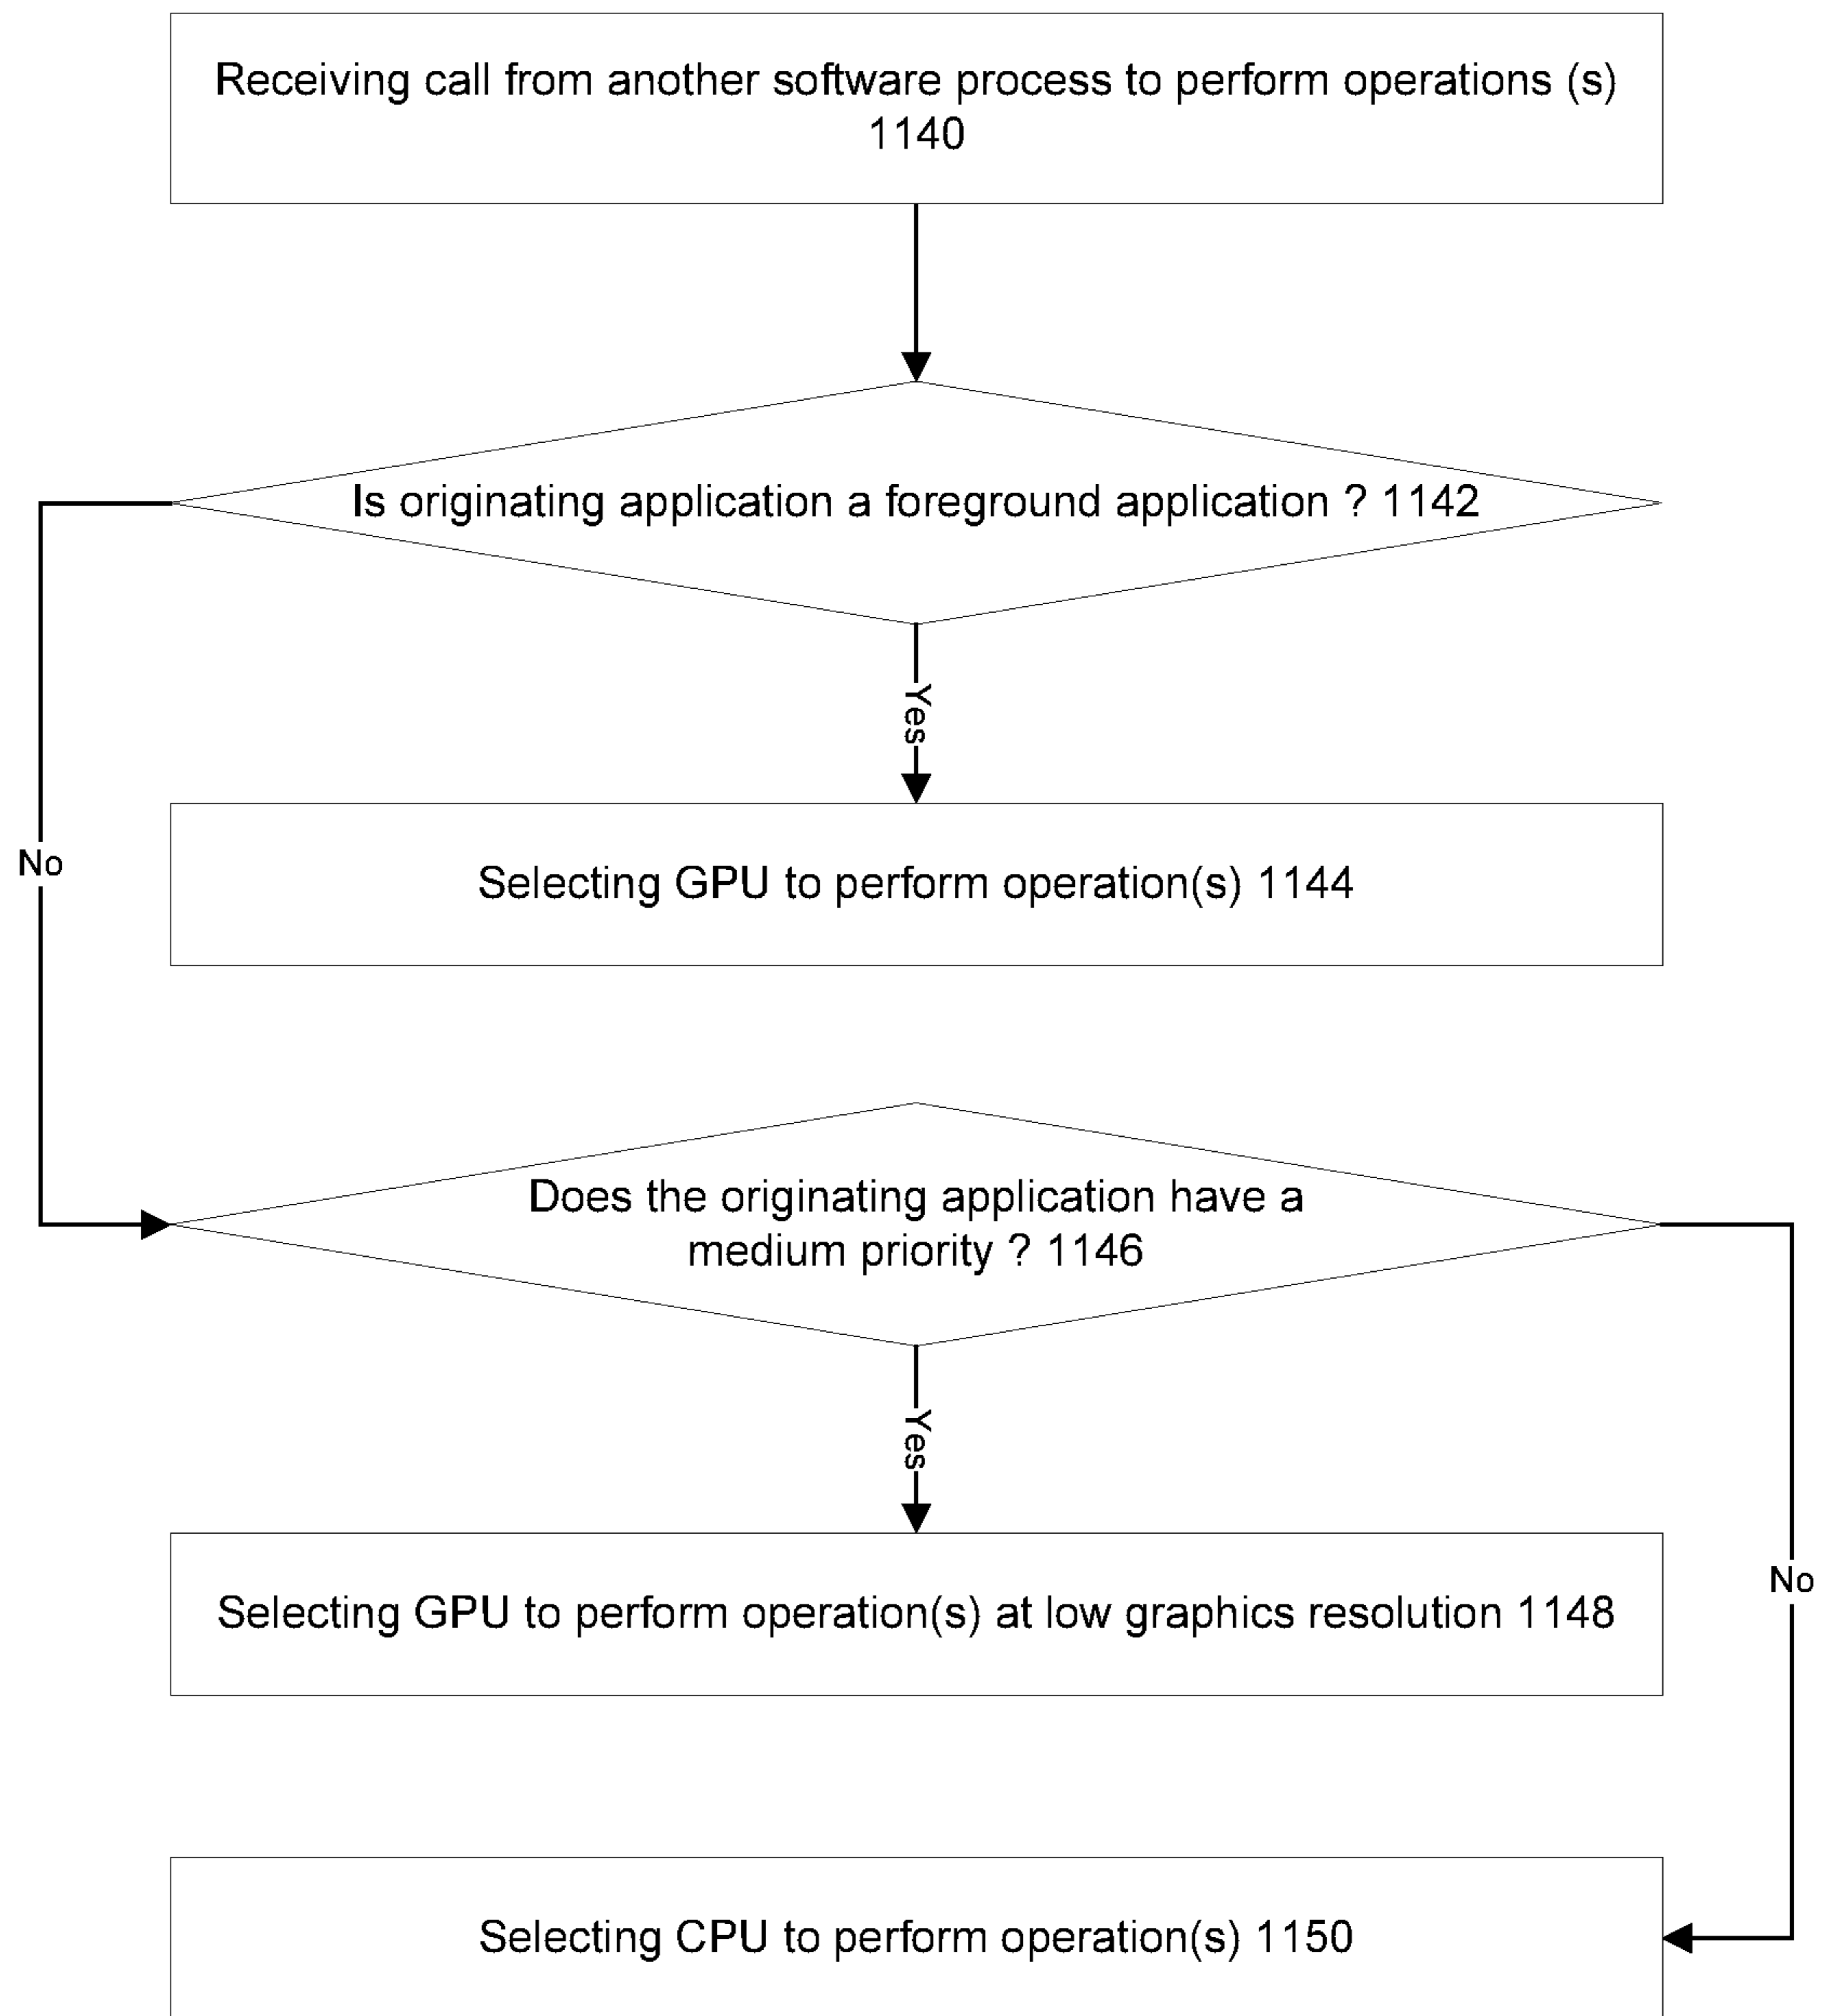 Receiving call from another software process to perform operations (s)
1140
Is originating application a foreground application ? 1142
Yes
No
Selecting GPU to perform operation(s) 1144
Does the originating application have a
medium priority ? 1146
Yes
No
Selecting GPU to perform operation(s) at low graphics resolution 1148
Selecting CPU to perform operation(s) 1150